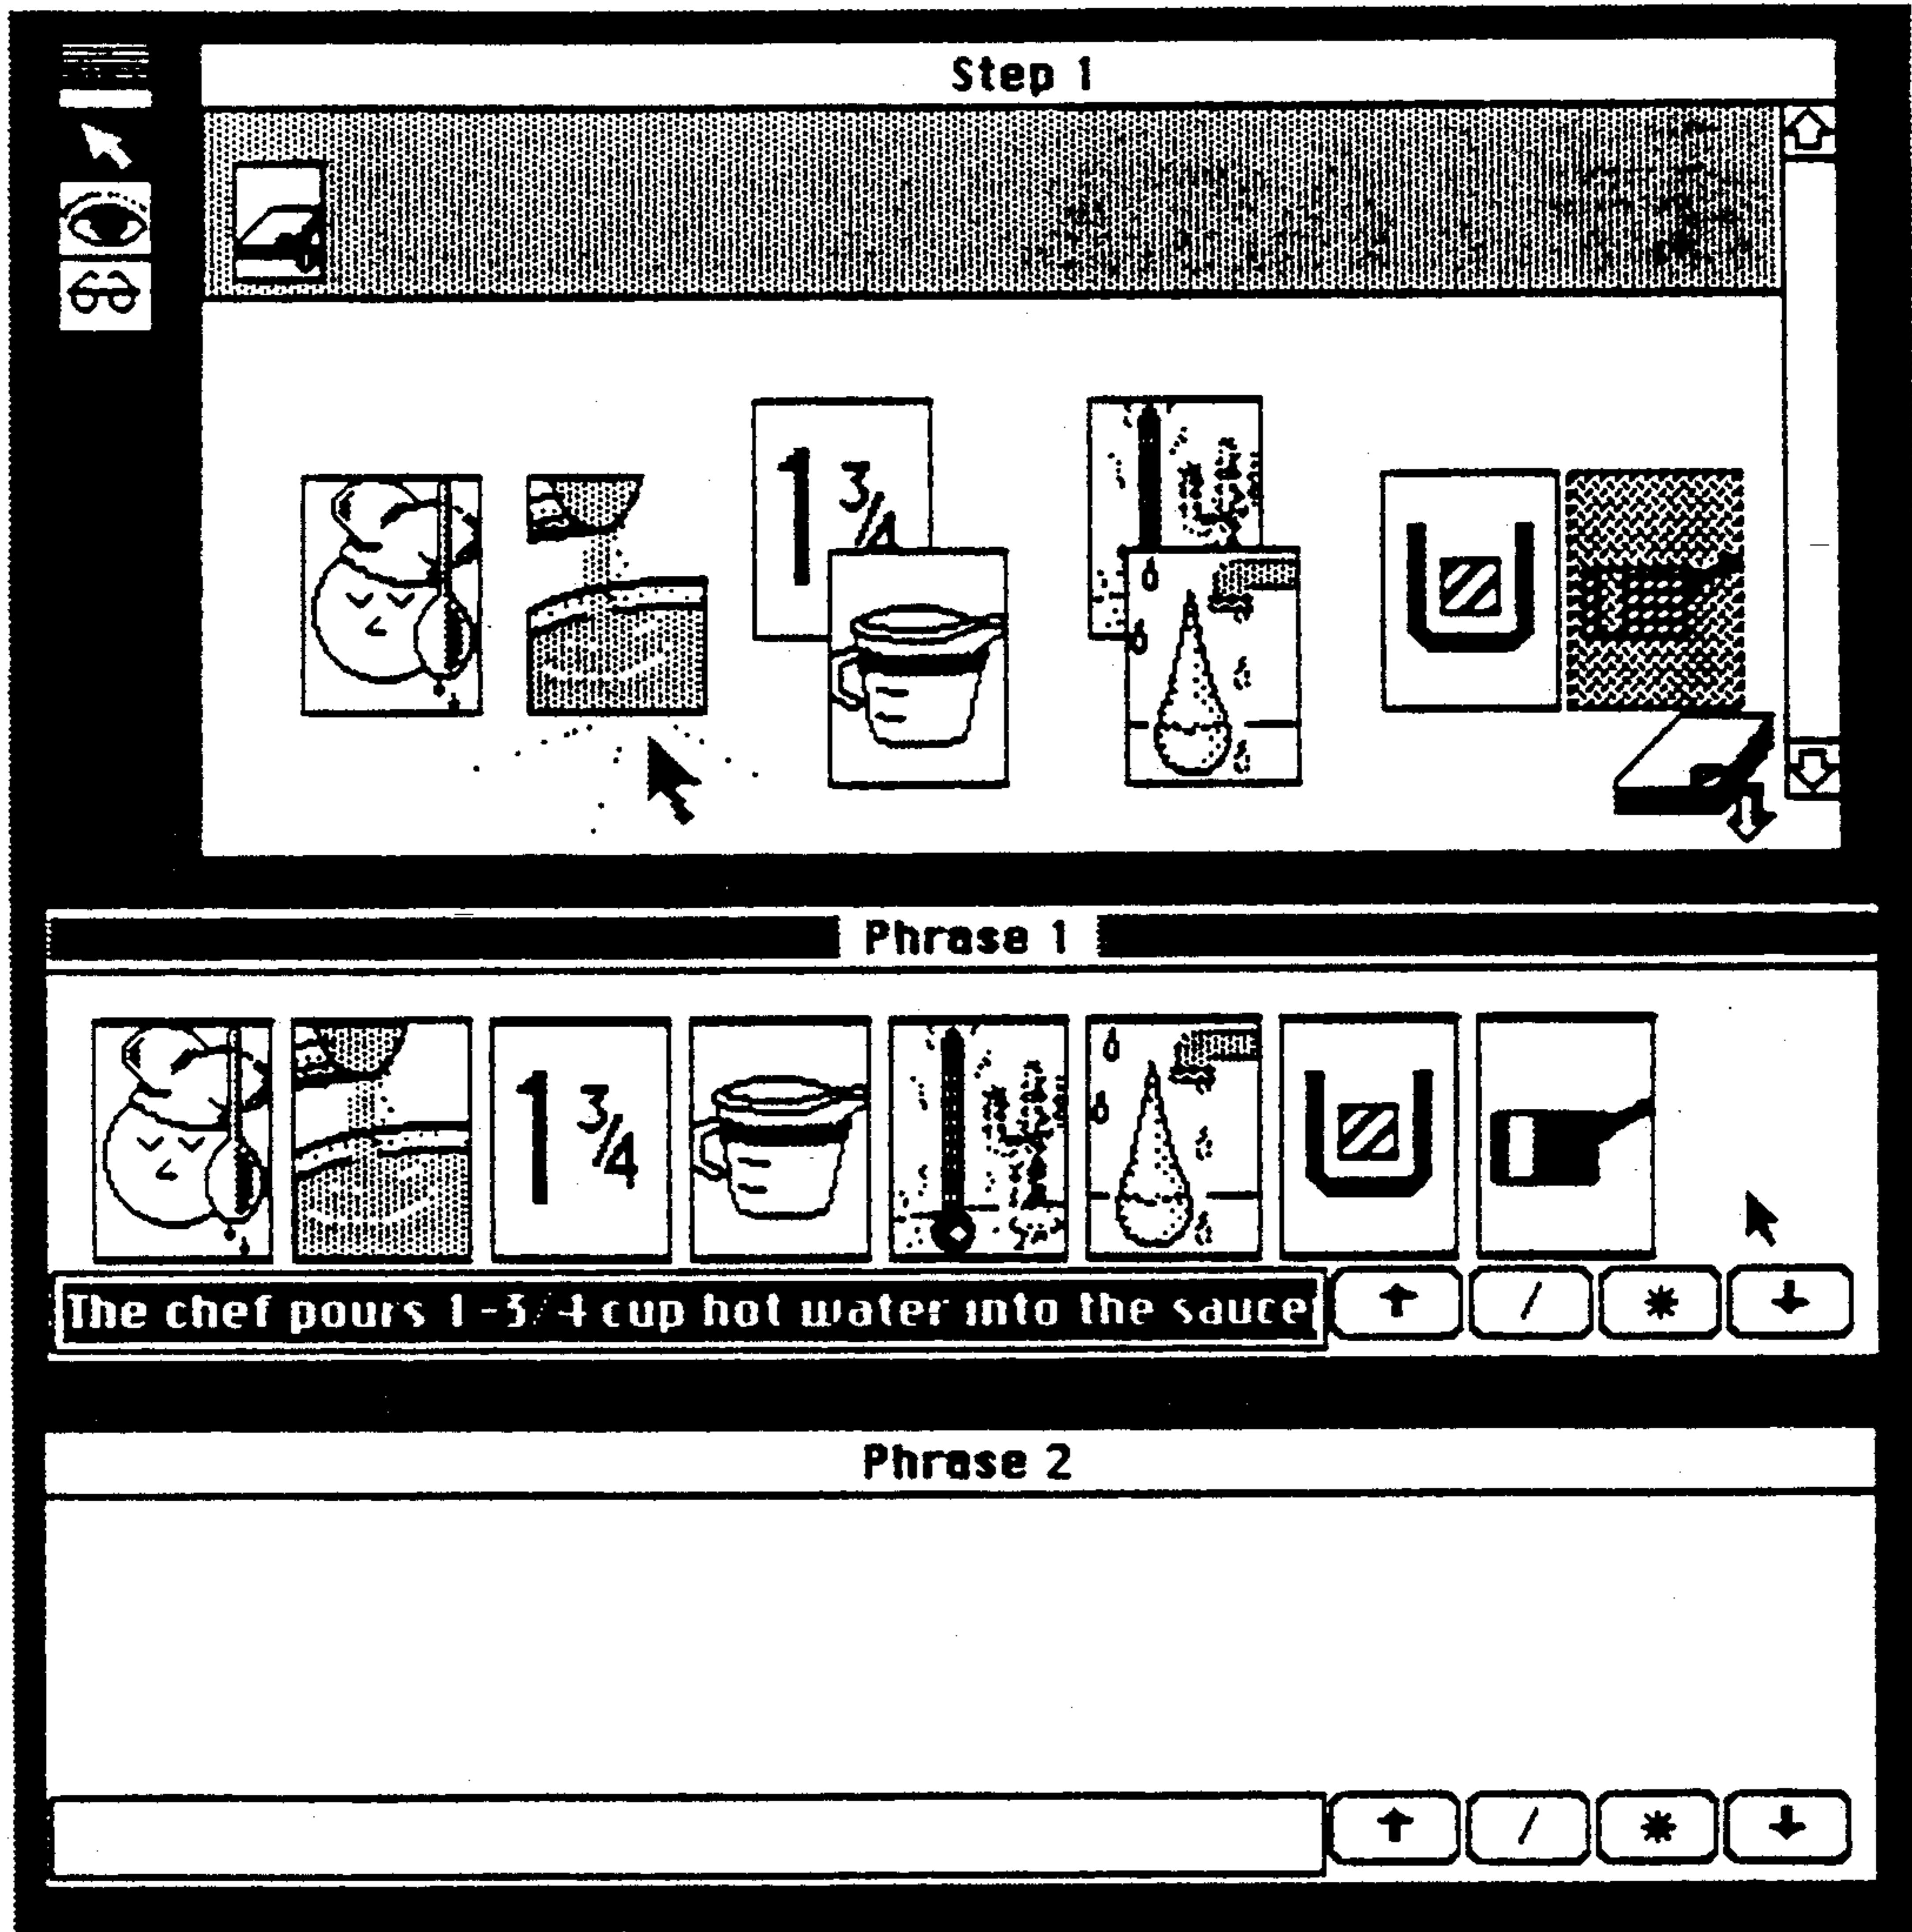 Step 1
1 3/4
Phrase 1
1 3/4
The chef pours 1-3/4 cup hot water into the sauce
↑ / * ↓
Phrase 2
↑ / * ↓